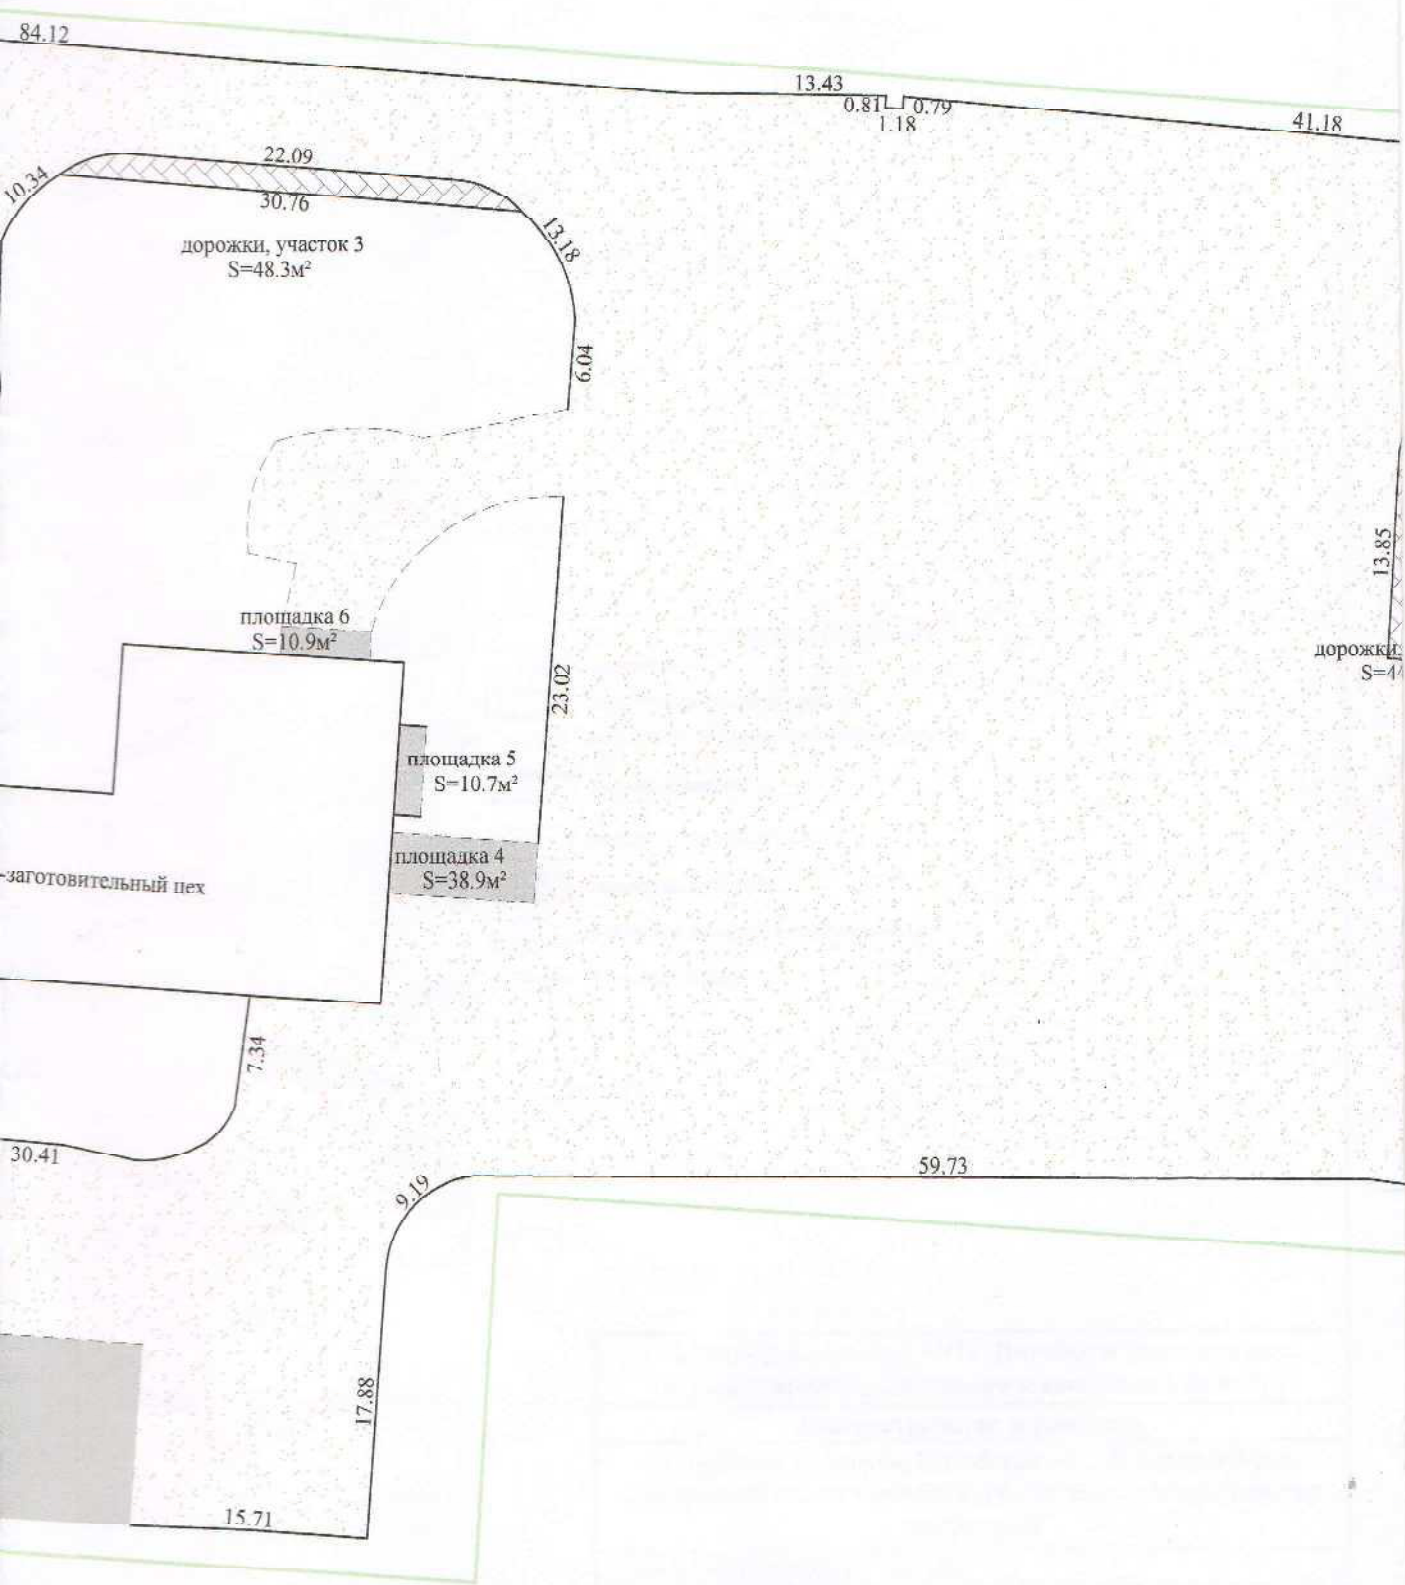 84.12
13.43
0.81
0.79
1.18
41.18
22.09
10.34
30.76
13.18
дорожки, участок 3
S=48.3м²
6.04
13.85
площадка 6
S=10.9м²
дорожки
S=4
23.02
площадка 5
S=10.7м²
площадка 4
S=38.9м²
-заготовительный цех
7.34
30.41
59.73
9.19
17.88
15.71